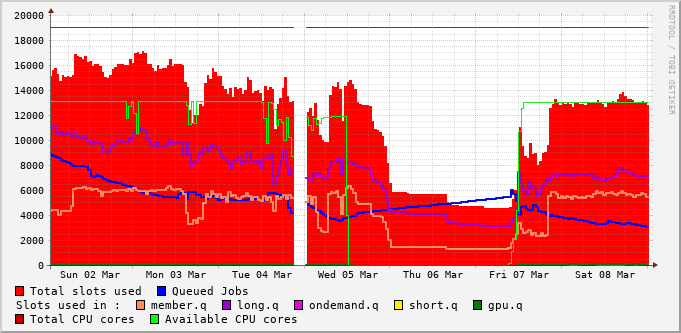 20000
18000
16000
14000
12000
10000
8000
6000
4000
2000
0
Sun 02 Mar Mon 03 Mar Tue 04 Mar Wed 05 Mar Thu 06 Mar Fri 07 Mar Sat 08 Mar
RRDTOOL / TOBI OETIKER
Total slots used Queued Jobs
Slots used in : member.q long.q ondemand.q short.q gpu.q
Total CPU cores Available CPU cores